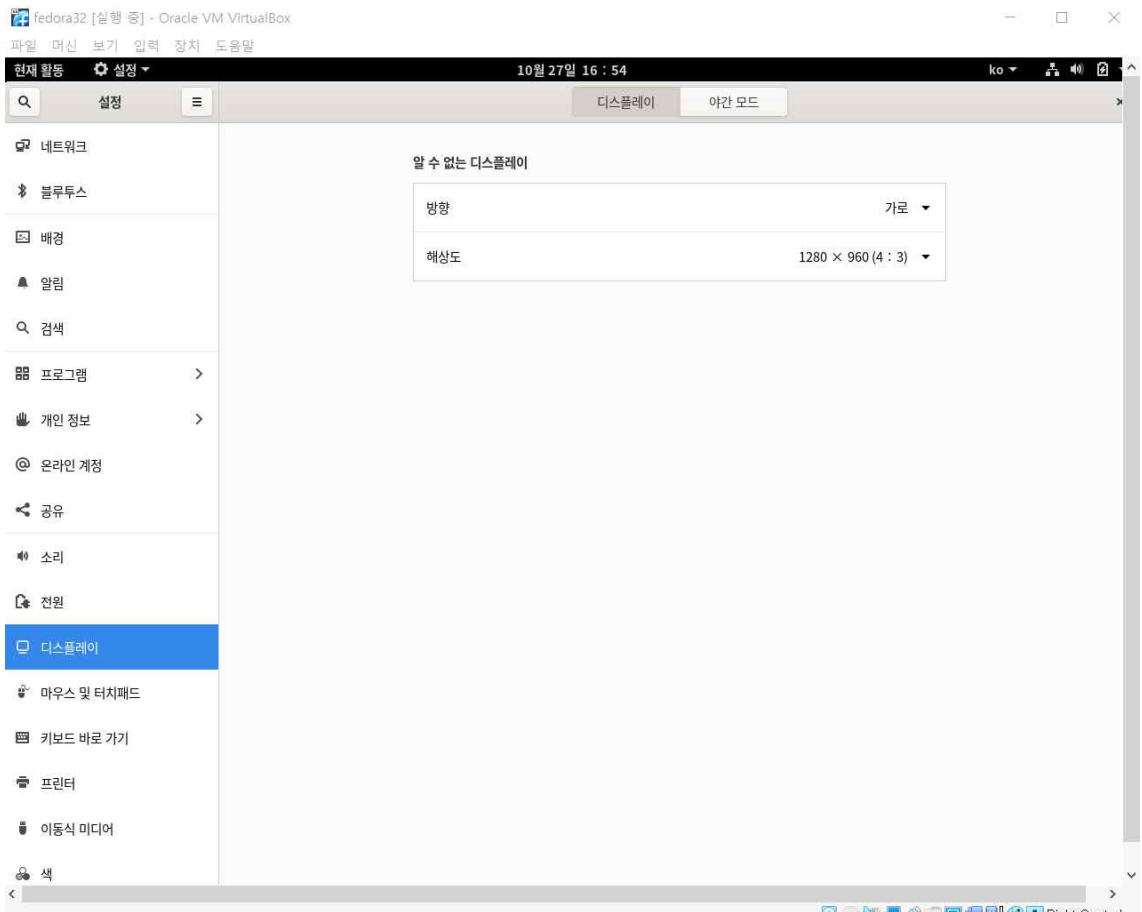 fedora32 [실행 중] - Oracle VM VirtualBox
파일 머신 보기 입력 장치 도움말
현재 활동 설정 10월 27일 16 : 54 ko
설정 디스플레이 야간 모드
네트워크
블루투스
배경
알림
검색
프로그램
개인 정보
온라인 계정
공유
소리
전원
디스플레이
마우스 및 터치패드
키보드 바로 가기
프린터
이동식 미디어
색
알 수 없는 디스플레이
방향 가로
해상도 1280 × 960 (4 : 3)
Right Control